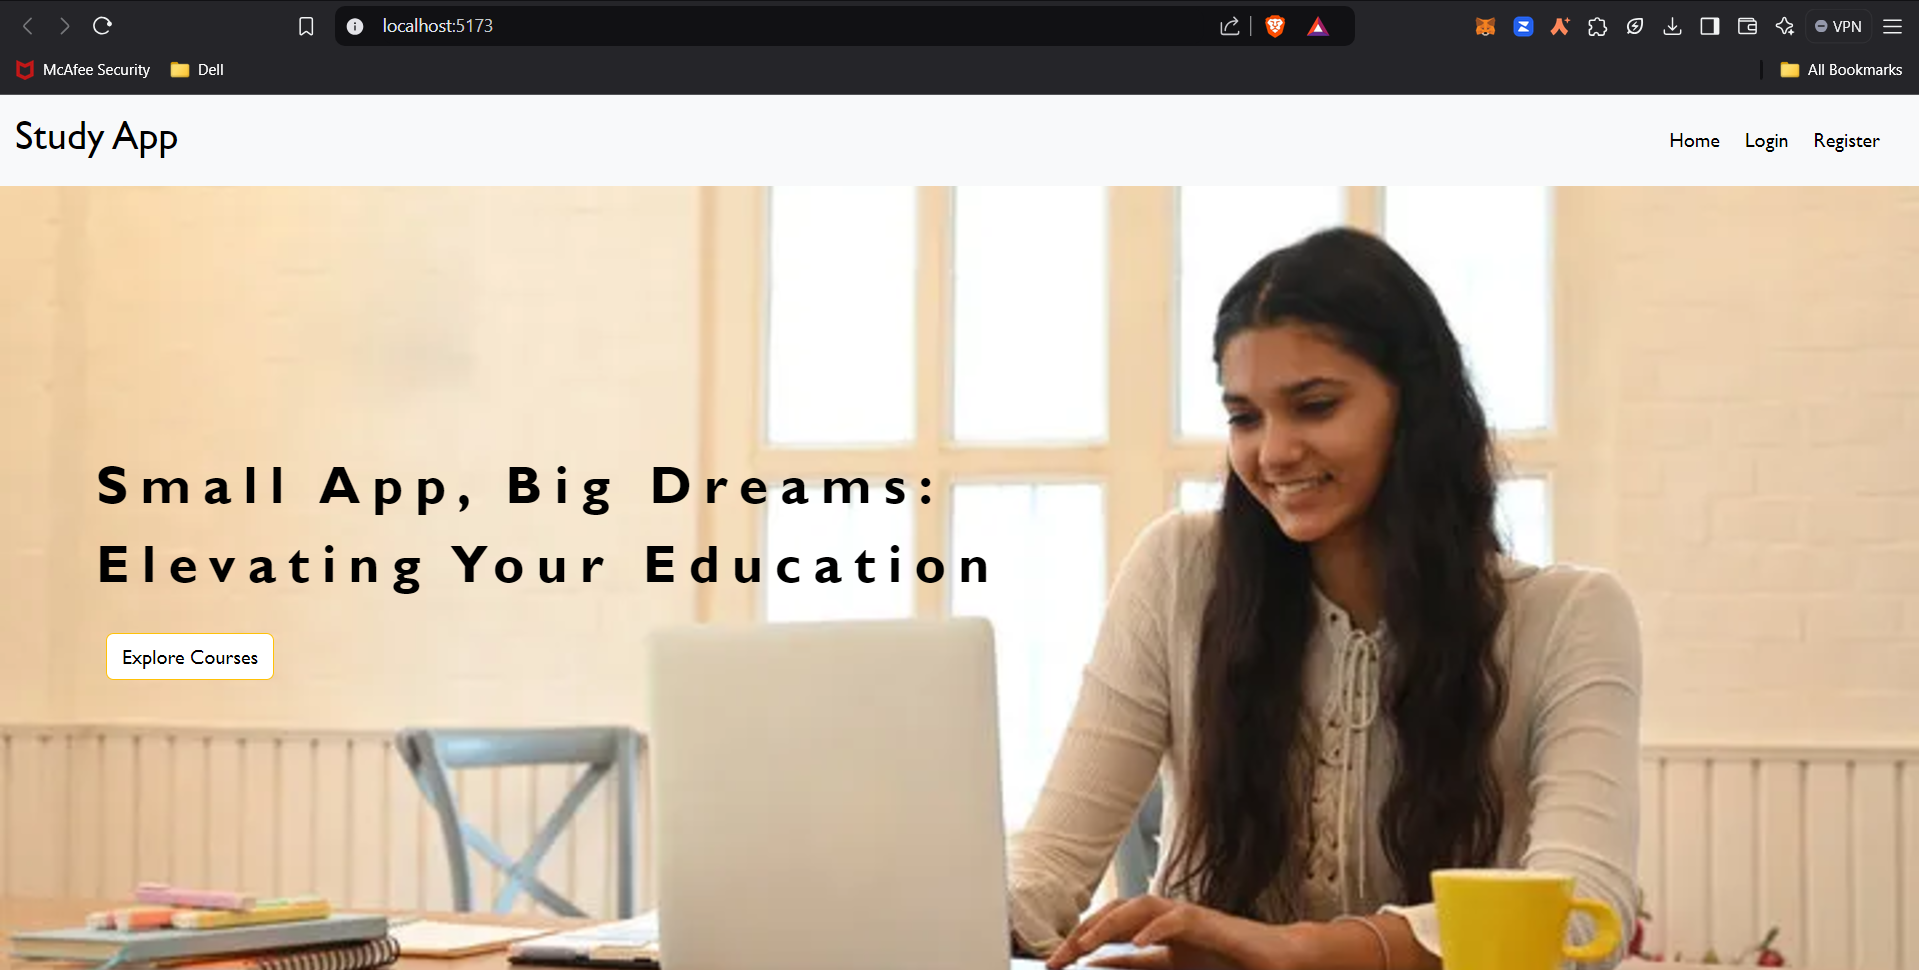 localhost:5173
VPN
McAfee Security
Dell
All Bookmarks
Study App
Home
Login
Register
Small App, Big Dreams:
Elevating Your Education
Explore Courses